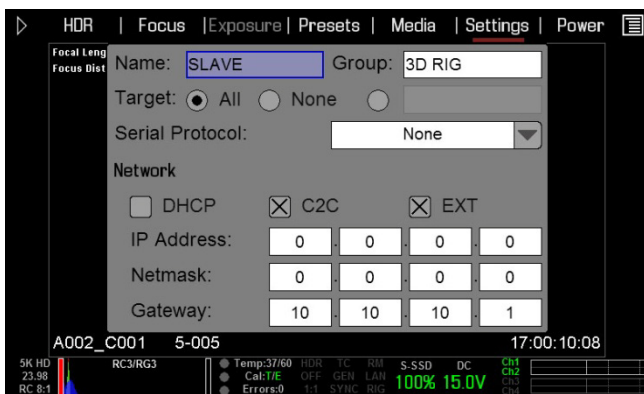 HDR | Focus |Exposure| Presets | Media | Settings | Power
Focal Leng
Focus Dist
Name: SLAVE Group: 3D RIG
Target: All None
Serial Protocol: None
Network
DHCP C2C EXT
IP Address: 0 . 0 . 0 . 0
Netmask: 0 . 0 . 0 . 0
Gateway: 10 . 10 . 10 . 1
A002_C001 5-005 17:00:10:08
5K HD RC3/RG3 Temp:37/60 HDR TC RM S-SSD DC Ch1
23.98 Cal:T/E OFF GEN LAN 100% 15.0V Ch2
RC 8:1 Errors:0 1:1 SYNC RIG Ch3
Ch4